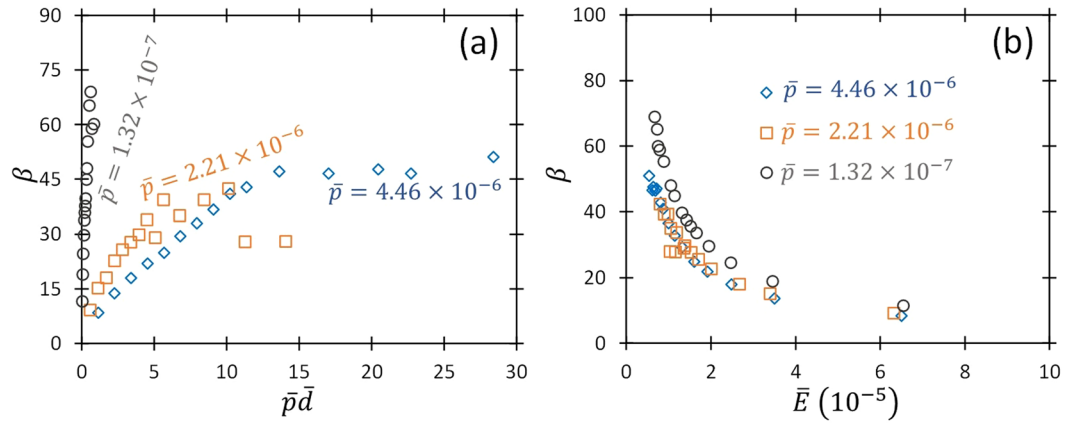 90
75
60
45
30
15
0
β
0 5 10 15 20 25 30
p̄d̄
(a)
p̄ = 1.32 × 10⁻⁷
p̄ = 2.21 × 10⁻⁶
p̄ = 4.46 × 10⁻⁶
100
80
60
40
20
0
β
0 2 4 6 8 10
Ē (10⁻⁵)
(b)
p̄ = 4.46 × 10⁻⁶
p̄ = 2.21 × 10⁻⁶
p̄ = 1.32 × 10⁻⁷